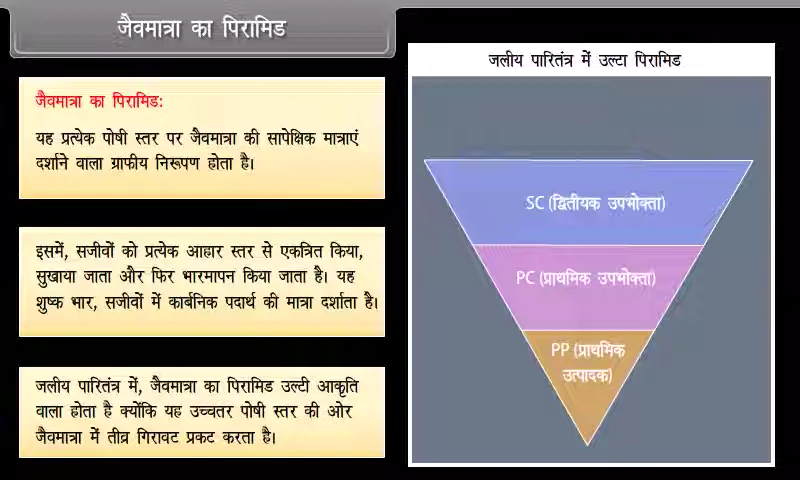 जैवमात्रा का पिरामिड
जैवमात्रा का पिरामिड:
यह प्रत्येक पोषी स्तर पर जैवमात्रा की सापेक्षिक मात्राएं
दर्शाने वाला ग्राफीय निरूपण होता है।
इसमें, सजीवों को प्रत्येक आहार स्तर से एकत्रित किया,
सुखाया जाता और फिर भारमापन किया जाता है। यह
शुष्क भार, सजीवों में कार्बनिक पदार्थ की मात्रा दर्शाता है।
जलीय पारितंत्र में, जैवमात्रा का पिरामिड उल्टी आकृति
वाला होता है क्योंकि यह उच्चतर पोषी स्तर की ओर
जैवमात्रा में तीव्र गिरावट प्रकट करता है।
जलीय पारितंत्र में उल्टा पिरामिड
SC (द्वितीयक उपभोक्ता)
PC (प्राथमिक उपभोक्ता)
PP (प्राथमिक
उत्पादक)